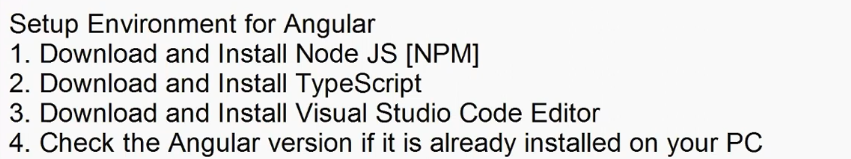 Setup Environment for Angular
1. Download and Install Node JS [NPM]
2. Download and Install TypeScript
3. Download and Install Visual Studio Code Editor
4. Check the Angular version if it is already installed on your PC